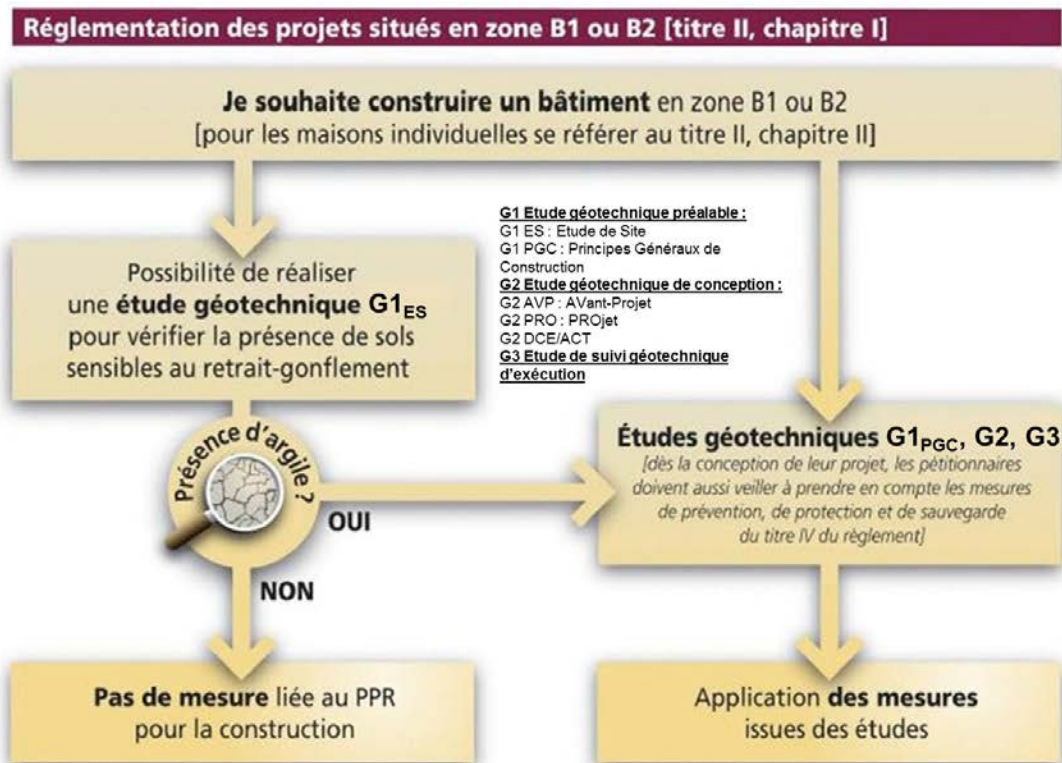 Réglementation des projets situés en zone B1 ou B2 [titre II, chapitre I]
Je souhaite construire un bâtiment en zone B1 ou B2
[pour les maisons individuelles se référer au titre II, chapitre II]
Possibilité de réaliser
une étude géotechnique G1ES
pour vérifier la présence de sols
sensibles au retrait-gonflement
G1 Etude géotechnique préalable :
G1 ES : Etude de Site
G1 PGC : Principes Généraux de
Construction
G2 Etude géotechnique de conception :
G2 AVP : AVant-Projet
G2 PRO : PROjet
G2 DCE/ACT
G3 Etude de suivi géotechnique
d'exécution
Présence d'argile ?
OUI
NON
Études géotechniques G1PGC, G2, G3
[dès la conception de leur projet, les pétitionnaires
doivent aussi veiller à prendre en compte les mesures
de prévention, de protection et de sauvegarde
du titre IV du règlement]
Pas de mesure liée au PPR
pour la construction
Application des mesures
issues des études